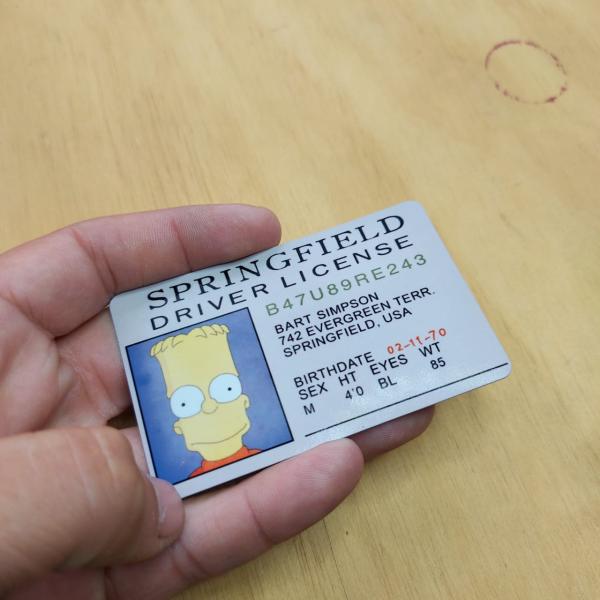 SPRINGFIELD
DRIVER LICENSE
B47U89RE243
BART SIMPSON
742 EVERGREEN TERR.
SPRINGFIELD, USA
BIRTHDATE 02-11-70
SEX HT EYES WT
M 4'0 BL 85